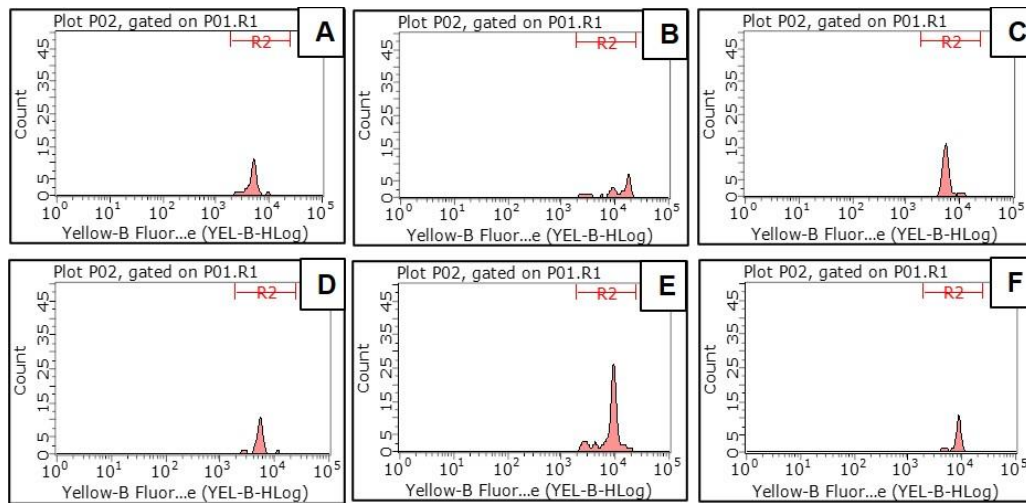 Plot P02, gated on P01.R1
A
R2
Count
45
35
25
15
5
0
10^0 10^1 10^2 10^3 10^4 10^5
Yellow-B Fluor...e (YEL-B-HLog)
Plot P02, gated on P01.R1
B
R2
Count
45
35
25
15
5
0
10^0 10^1 10^2 10^3 10^4 10^5
Yellow-B Fluor...e (YEL-B-HLog)
Plot P02, gated on P01.R1
C
R2
Count
45
35
25
15
5
0
10^0 10^1 10^2 10^3 10^4 10^5
Yellow-B Fluor...e (YEL-B-HLog)
Plot P02, gated on P01.R1
D
R2
Count
45
35
25
15
5
0
10^0 10^1 10^2 10^3 10^4 10^5
Yellow-B Fluor...e (YEL-B-HLog)
Plot P02, gated on P01.R1
E
R2
Count
45
35
25
15
5
0
10^0 10^1 10^2 10^3 10^4 10^5
Yellow-B Fluor...e (YEL-B-HLog)
Plot P02, gated on P01.R1
F
R2
Count
45
35
25
15
5
0
10^0 10^1 10^2 10^3 10^4 10^5
Yellow-B Fluor...e (YEL-B-HLog)